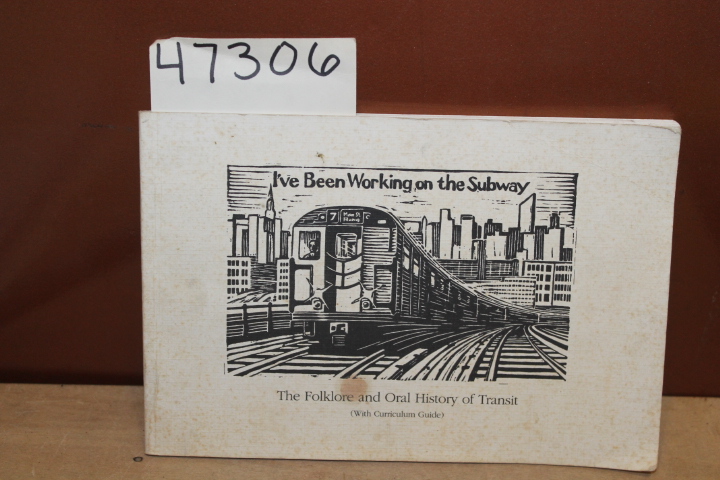 47306
I've Been Working on the Subway
7
The Folklore and Oral History of Transit
(With Curriculum Guide)